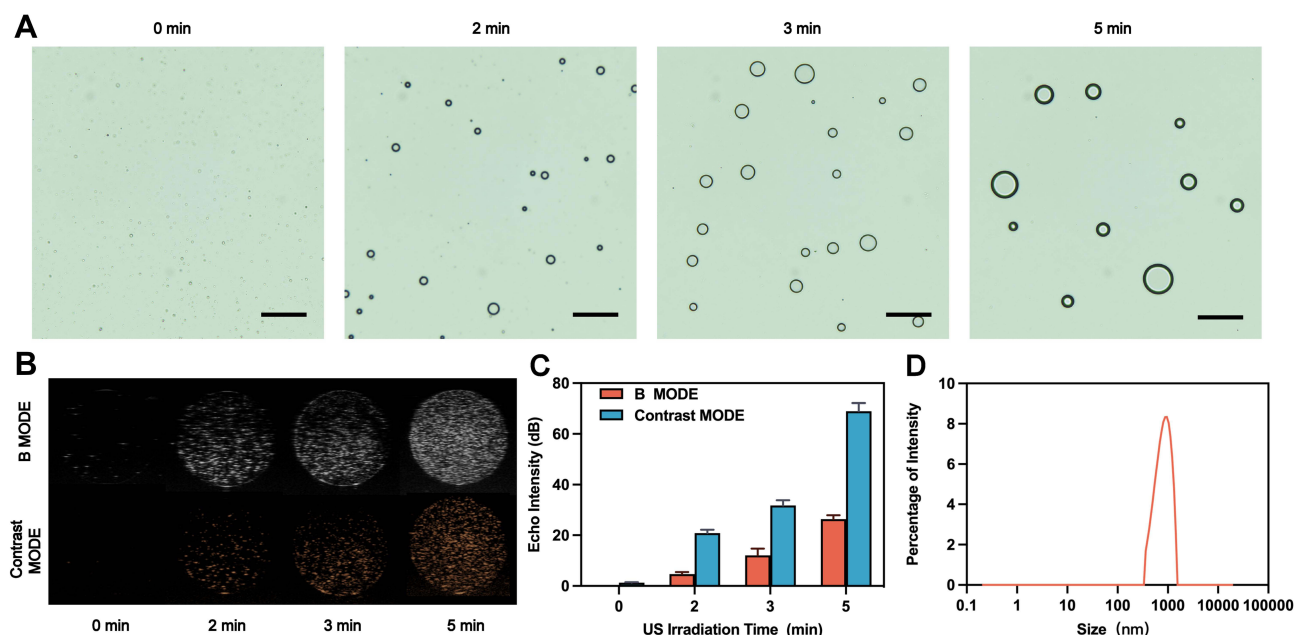 A
0 min
2 min
3 min
5 min
B
B MODE
Contrast
MODE
0 min
2 min
3 min
5 min
C
Echo Intensity (dB)
80
60
40
20
0
B MODE
Contrast MODE
0
2
3
5
US Irradiation Time (min)
D
Percentage of Intensity
10
8
6
4
2
0
0.1
1
10
100
1000
10000
100000
Size (nm)